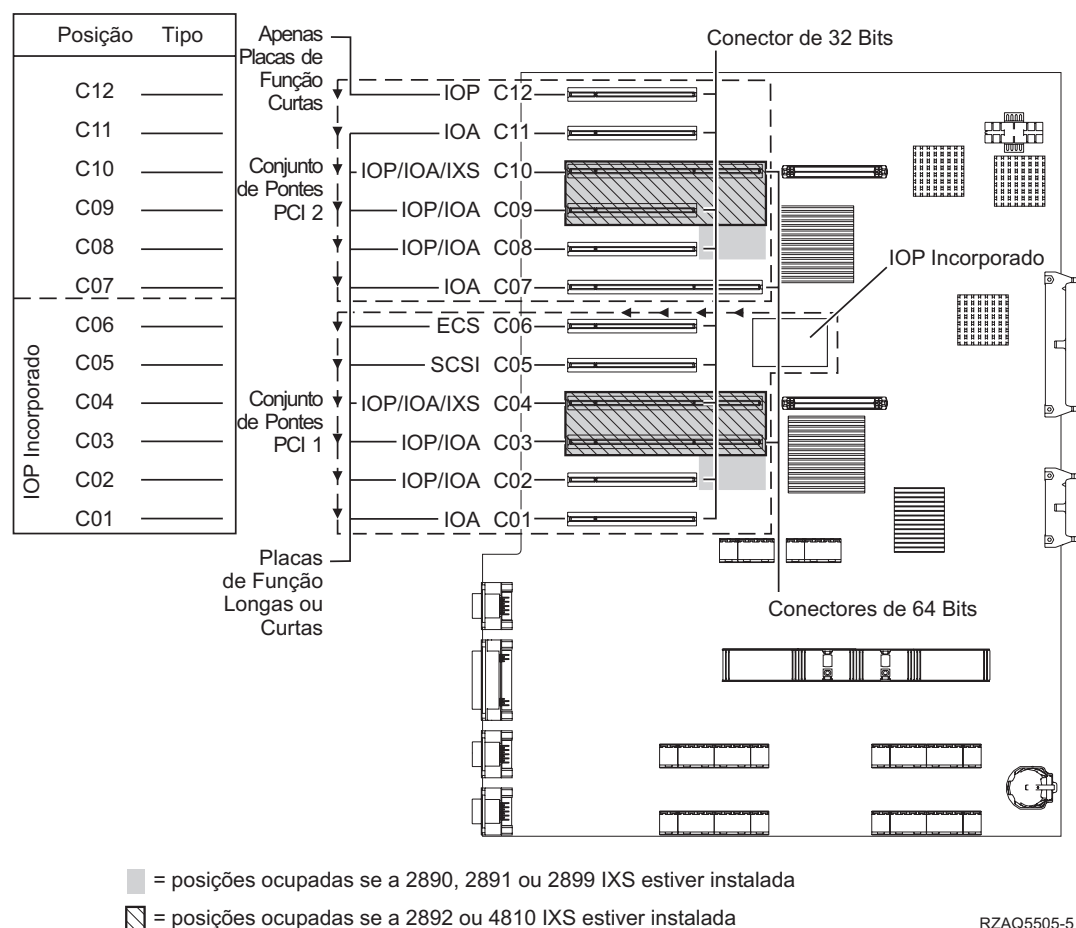 Posição Tipo
C12
C11
C10
C09
C08
C07
C06
C05
C04
C03
C02
C01
IOP Incorporado
Apenas
Placas de
Função
Curtas
Conjunto
de Pontes
PCI 2
Conjunto
de Pontes
PCI 1
Placas
de Função
Longas ou
Curtas
Conector de 32 Bits
IOP C12
IOA C11
IOP/IOA/IXS C10
IOP/IOA C09
IOP/IOA C08
IOA C07
ECS C06
SCSI C05
IOP/IOA/IXS C04
IOP/IOA C03
IOP/IOA C02
IOA C01
IOP Incorporado
Conectores de 64 Bits
= posições ocupadas se a 2890, 2891 ou 2899 IXS estiver instalada
= posições ocupadas se a 2892 ou 4810 IXS estiver instalada
RZAQ5505-5